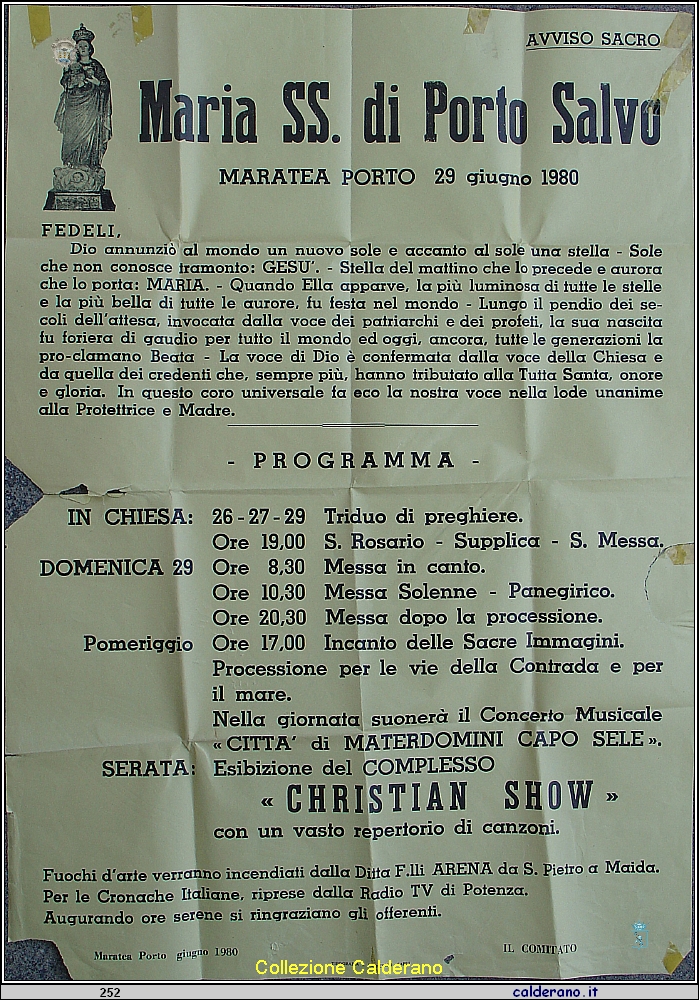 AVVISO SACRO
Maria SS. di Porto Salvo
MARATEA PORTO 29 giugno 1980
FEDELI,
Dio annunziò al mondo un nuovo sole e accanto al sole una stella - Sole
che non conosce tramonto: GESU'. - Stella del mattino che lo precede e aurora
che lo porta: MARIA. - Quando Ella apparve, la più luminosa di tutte le stelle
e la più bella di tutte le aurore, fu festa nel mondo - Lungo il pendio dei se-
coli dell'attesa, invocata dalla voce dei patriarchi e dei profeti, la sua nascita
fu foriera di gaudio per tutto il mondo ed oggi, ancora, tutte le generazioni la
pro-clamano Beata - La voce di Dio è confermata dalla voce della Chiesa e
da quella dei credenti che, sempre più, hanno tributato alla Tutta Santa, onore
e gloria. In questo coro universale fa eco la nostra voce nella lode unanime
alla Protettrice e Madre.
- PROGRAMMA -
IN CHIESA: 26-27-29 Triduo di preghiere.
Ore 19,00 S. Rosario - Supplica - S. Messa.
DOMENICA 29 Ore 8,30 Messa in canto.
Ore 10,30 Messa Solenne - Panegirico.
Ore 20,30 Messa dopo la processione.
Pomeriggio Ore 17,00 Incanto delle Sacre Immagini.
Processione per le vie della Contrada e per
il mare.
Nella giornata suonerà il Concerto Musicale
« CITTA' di MATERDOMINI CAPO SELE ».
SERATA: Esibizione del COMPLESSO
« CHRISTIAN SHOW »
con un vasto repertorio di canzoni.
Fuochi d'arte verranno incendiati dalla Ditta F.lli ARENA da S. Pietro a Maida.
Per le Cronache Italiane, riprese dalla Radio TV di Potenza.
Augurando ore serene si ringraziano gli offerenti.
Maratea Porto giugno 1980 IL COMITATO
Collezione Calderano
252 calderano.it